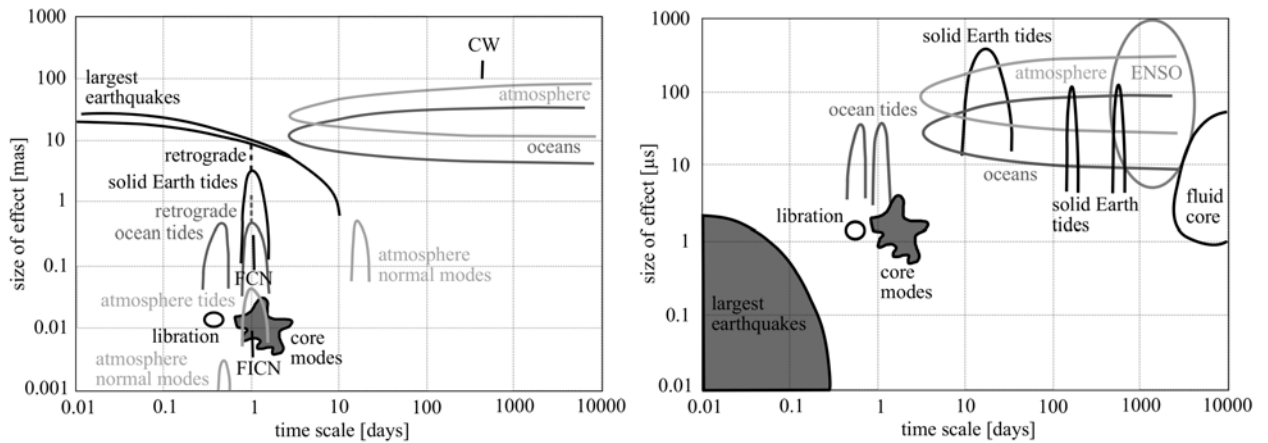 1000
100
10
1
0.1
0.01
0.001
size of effect [mas]
CW
largest
earthquakes
atmosphere
oceans
retrograde
solid Earth tides
retrograde
ocean tides
atmosphere
normal modes
FCN
atmosphere tides
libration
core
modes
FICN
atmosphere
normal modes
0.01
0.1
1
10
100
1000
10000
time scale [days]
1000
100
10
1
0.1
0.01
size of effect [µs]
solid Earth tides
atmosphere
ENSO
ocean tides
oceans
solid Earth
tides
libration
fluid
core
core
modes
largest
earthquakes
0.01
0.1
1
10
100
1000
10000
time scale [days]